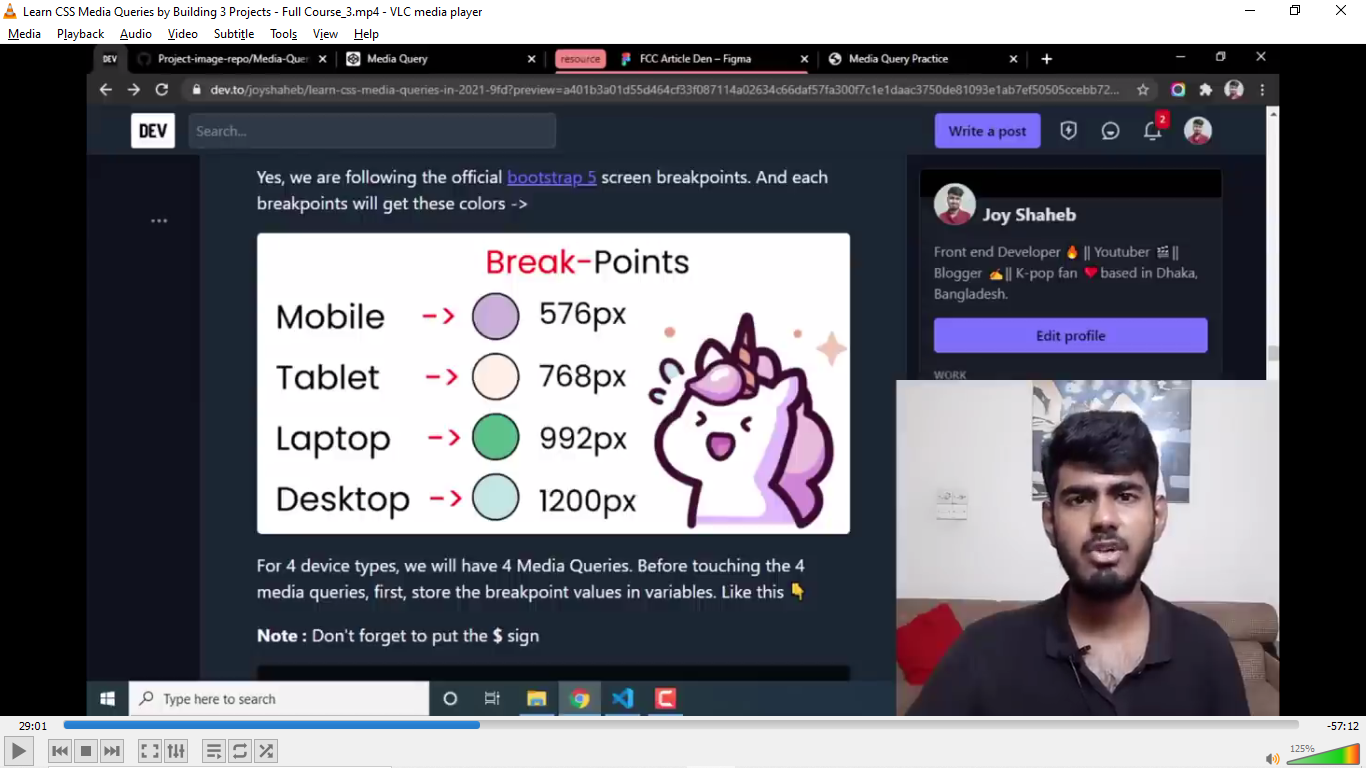 Learn CSS Media Queries by Building 3 Projects - Full Course_3.mp4 - VLC media player
Media Playback Audio Video Subtitle Tools View Help
DEV Project-image-repo/Media-Quer Media Query resource FCC Article Den – Figma Media Query Practice
dev.to/joyshaheb/learn-css-media-queries-in-2021-9fd?preview=a401b3a01d55d464cf33f087114a02634c66daf57fa300f7c1e1daac3750de81093e1ab7ef50505ccebb72...
DEV Search... Write a post 2
Yes, we are following the official bootstrap 5 screen breakpoints. And each
breakpoints will get these colors ->
Break-Points
Mobile -> 576px
Tablet -> 768px
Laptop -> 992px
Desktop -> 1200px
For 4 device types, we will have 4 Media Queries. Before touching the 4
media queries, first, store the breakpoint values in variables. Like this 👇
Note : Don't forget to put the $ sign
Joy Shaheb
Front end Developer 🔥 || Youtuber 🎬 ||
Blogger ✍ || K-pop fan ❤ based in Dhaka,
Bangladesh.
Edit profile
WORK
Type here to search
29:01 -57:12
125%